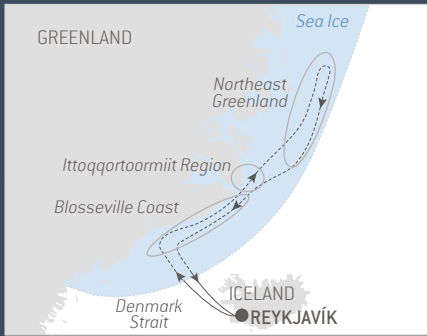 Sea Ice
GREENLAND
Northeast
Greenland
Ittoqqortoormiit Region
Blosseville Coast
Denmark
Strait
ICELAND
REYKJAVÍK